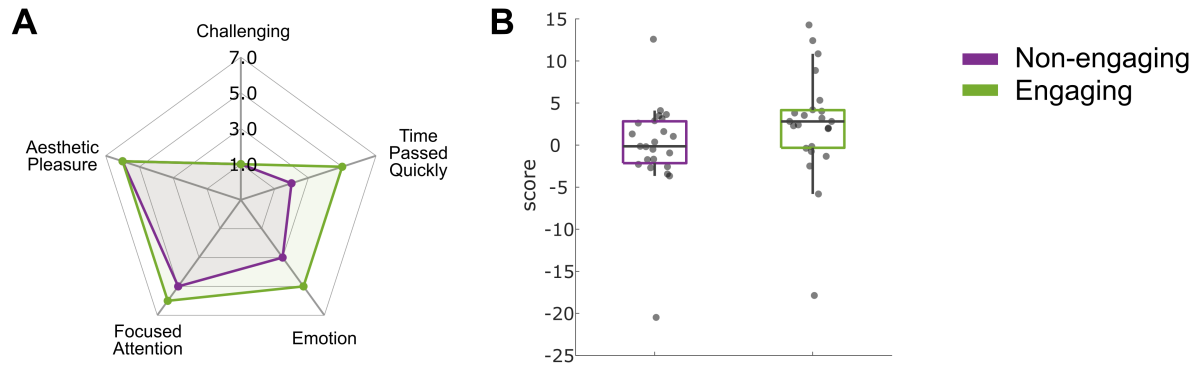 A
Challenging
7.0
5.0
3.0
1.0
Time
Passed
Quickly
Aesthetic
Pleasure
Focused
Attention
Emotion
B
score
15
10
5
0
-5
-10
-15
-20
-25
Non-engaging
Engaging